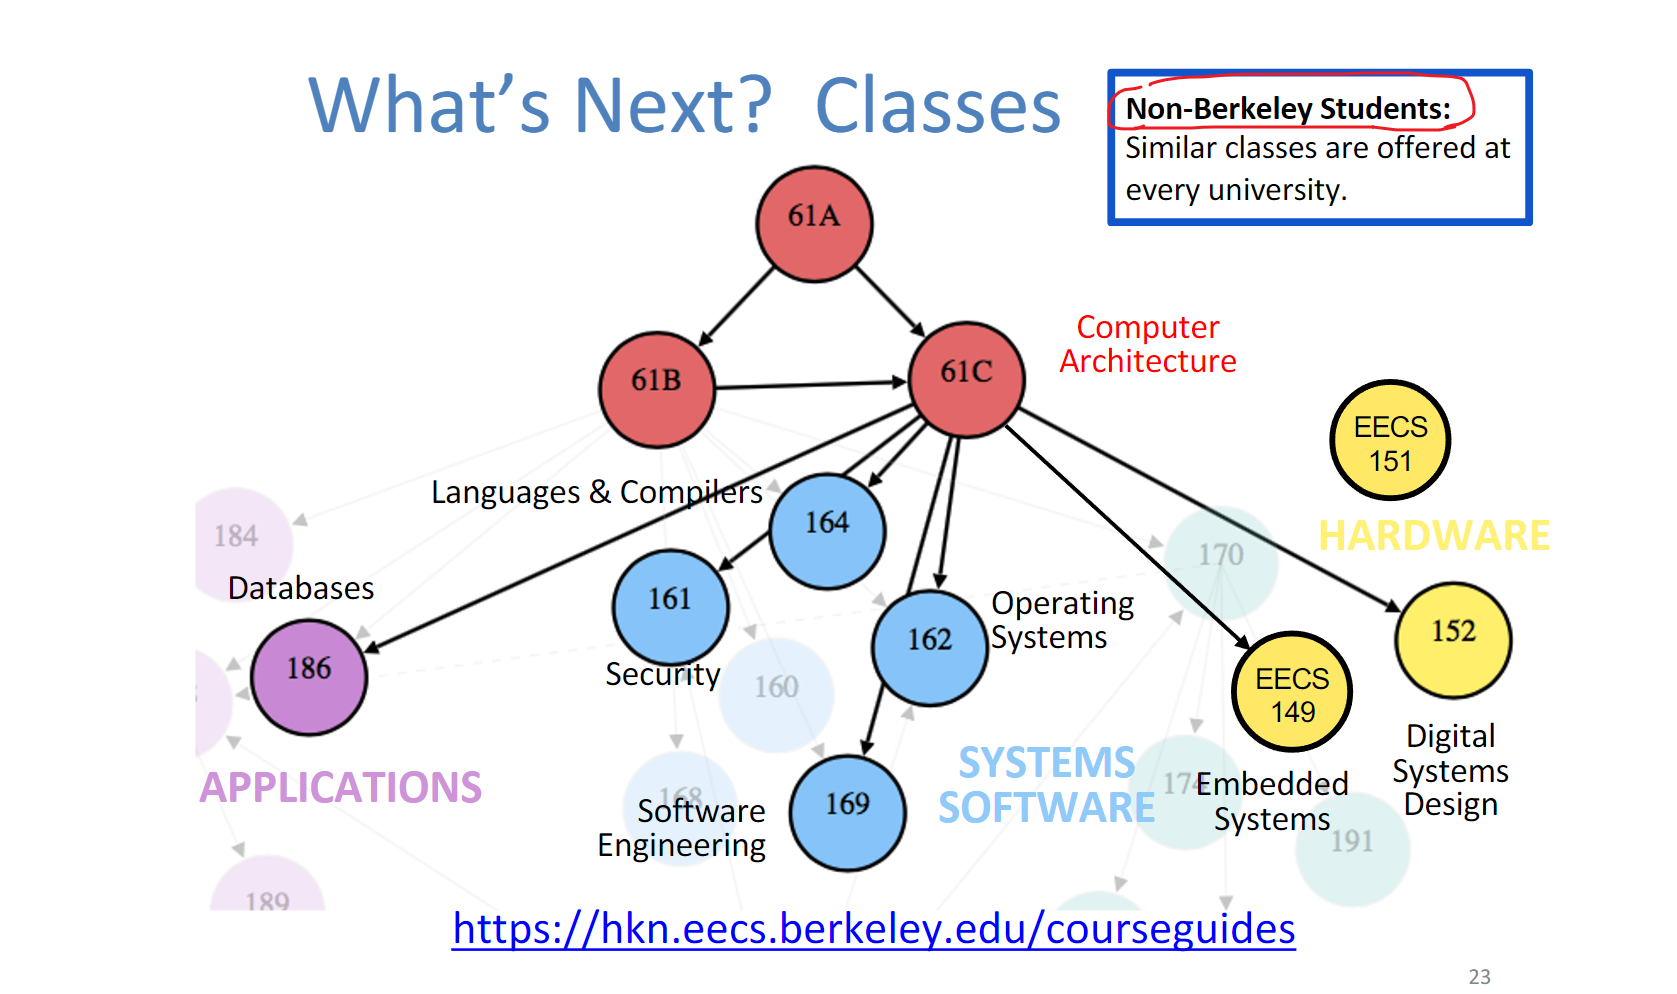 What's Next?  Classes
Non-Berkeley Students:
Similar classes are offered at
every university.
61A
Computer
Architecture
61B
61C
EECS
151
HARDWARE
Languages & Compilers
164
184
170
Databases
161
Operating
Systems
162
152
186
Security
160
EECS
149
Digital
Systems
Design
APPLICATIONS
SYSTEMS
SOFTWARE
174
Embedded
Systems
168
Software
Engineering
169
191
189
https://hkn.eecs.berkeley.edu/courseguides
23